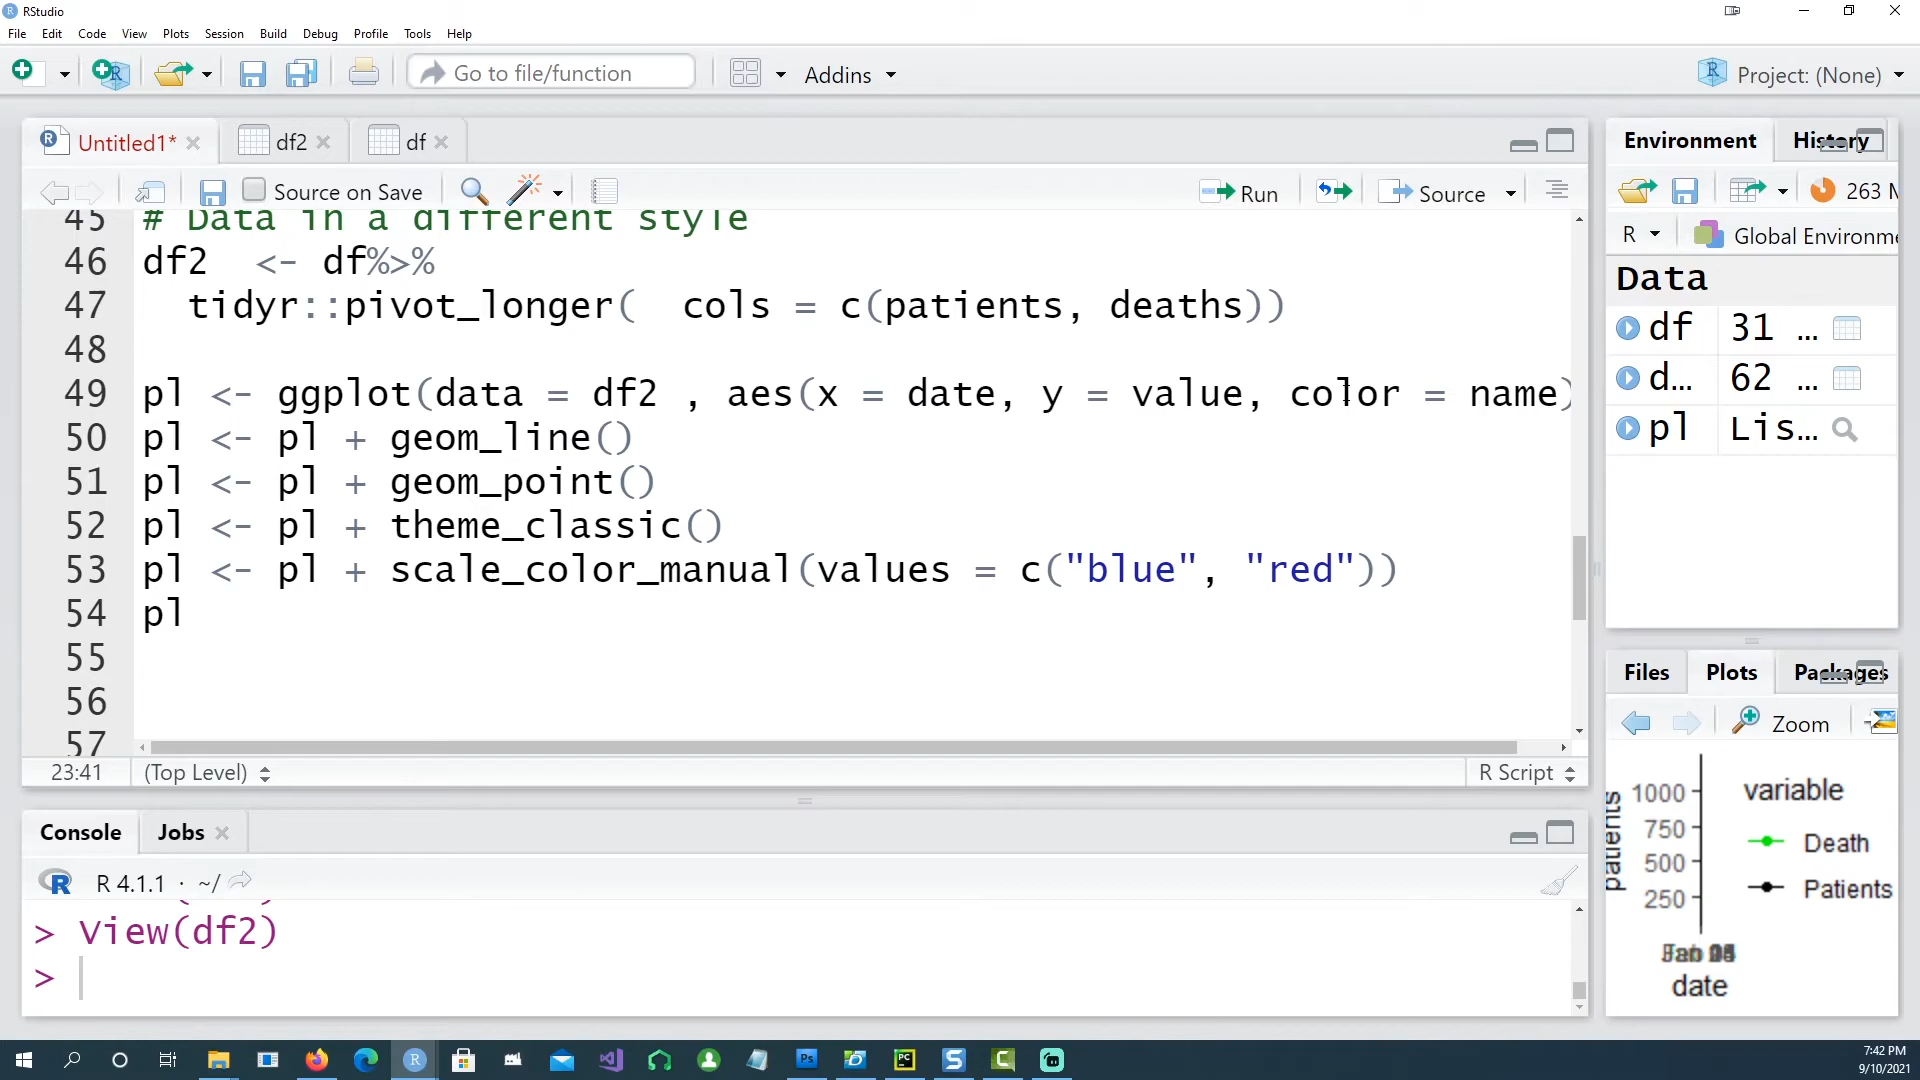 RStudio
File Edit Code View Plots Session Build Debug Profile Tools Help
Go to file/function Addins Project: (None)
Untitled1* df2 df
Source on Save Run Source
45 # Data in a different style
46 df2 <- df%>%
47 tidyr::pivot_longer( cols = c(patients, deaths))
48
49 pl <- ggplot(data = df2 , aes(x = date, y = value, color = name)
50 pl <- pl + geom_line()
51 pl <- pl + geom_point()
52 pl <- pl + theme_classic()
53 pl <- pl + scale_color_manual(values = c("blue", "red"))
54 pl
55
56
57
23:41 (Top Level) R Script
Console Jobs
R 4.1.1 · ~/
> View(df2)
>
Environment History
263 M
R Global Environme
Data
df 31 ...
d... 62 ...
pl Lis...
Files Plots Packages
Zoom
patients
1000
750
500
250
variable
Death
Patients
date
7:42 PM
9/10/2021